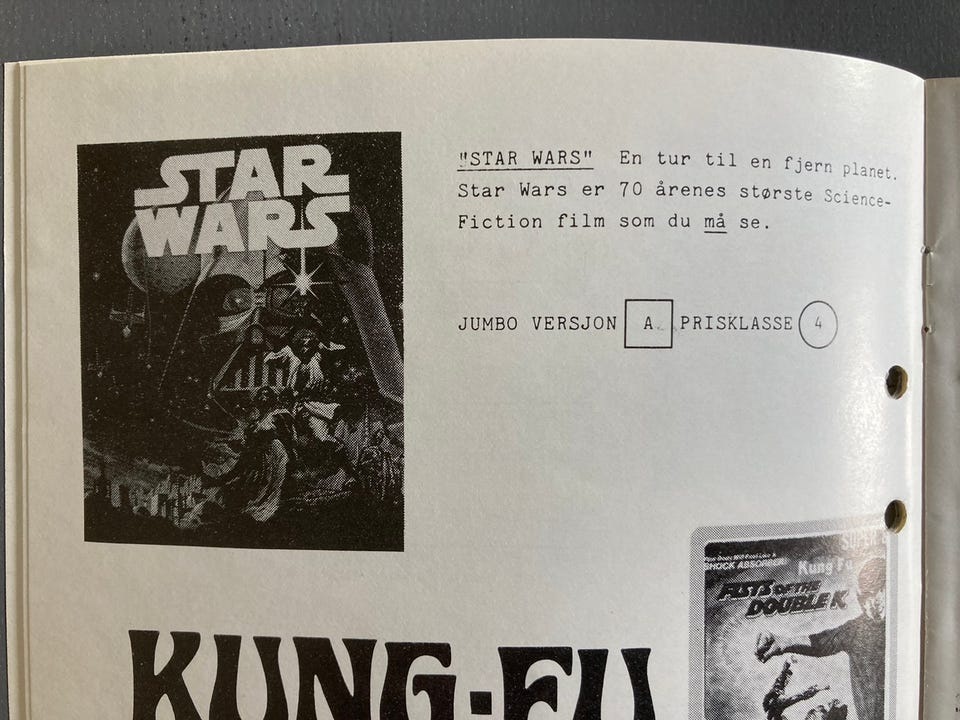 STAR
WARS
"STAR WARS" En tur til en fjern planet.
Star Wars er 70 årenes største Science-
Fiction film som du må se.
JUMBO VERSJON A. PRISKLASSE 4
SUPER
SHOCK ABSORBER
Kung Fu
FISTS OF THE
DOUBLE K
KUNG-FU